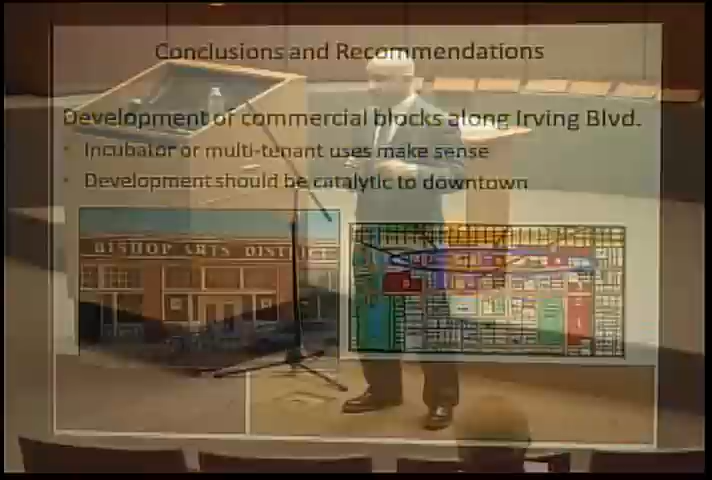 Conclusions and Recommendations
Development of commercial blocks along Irving Blvd.
• Incubator or multi-tenant uses make sense
• Development should be catalytic to downtown
BISHOP ARTS DISTRICT